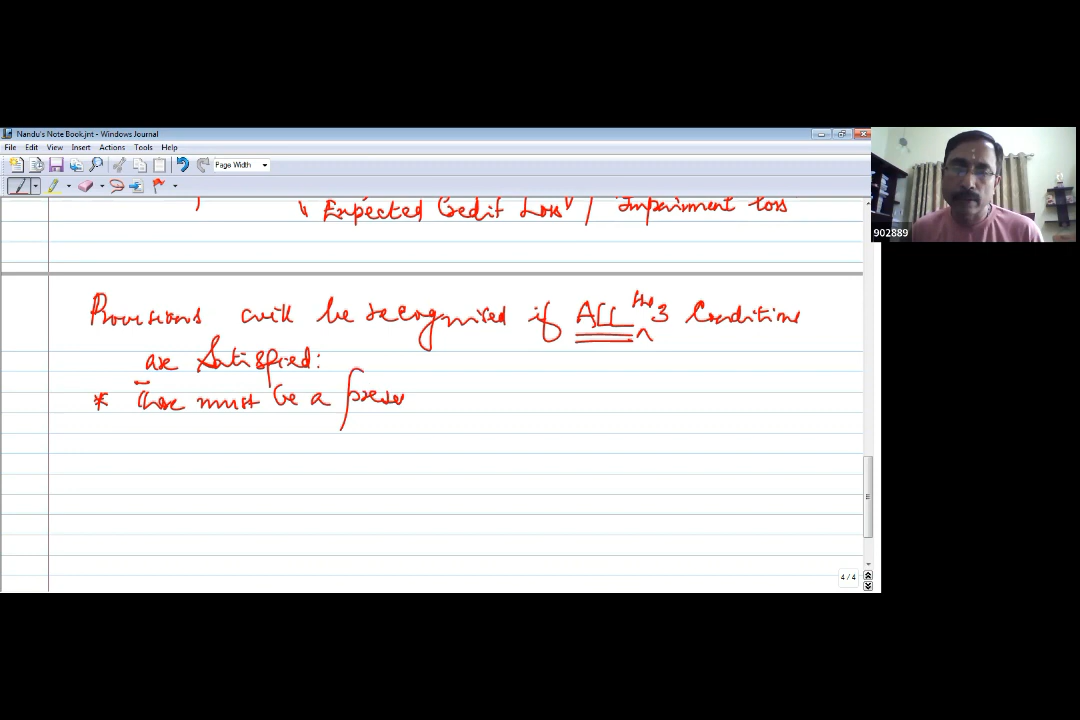 Nandu's Note Book.jnt - Windows Journal
File Edit View Insert Actions Tools Help
Page Width
"Expected Credit Loss" / Impairment loss
902889
Provisions will be recognised if ALL the 3 Conditions
are Satisfied:
* There must be a presen
4 / 4